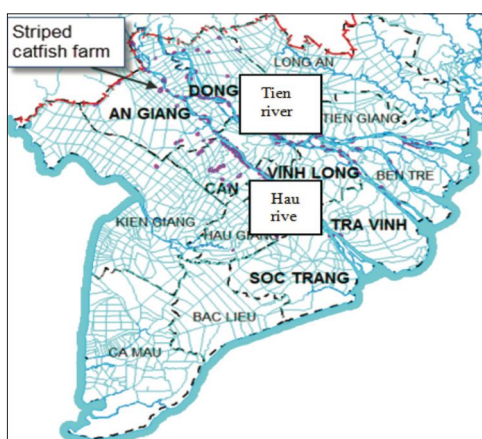 Striped
catfish farm
LONG AN
DONG
Tien
river
AN GIANG
TIEN GIANG
VINH LONG
BEN TRE
CAN
Hau
rive
KIEN GIANG
HAU GIANG
TRA VINH
SOC TRANG
BAC LIEU
CA MAU